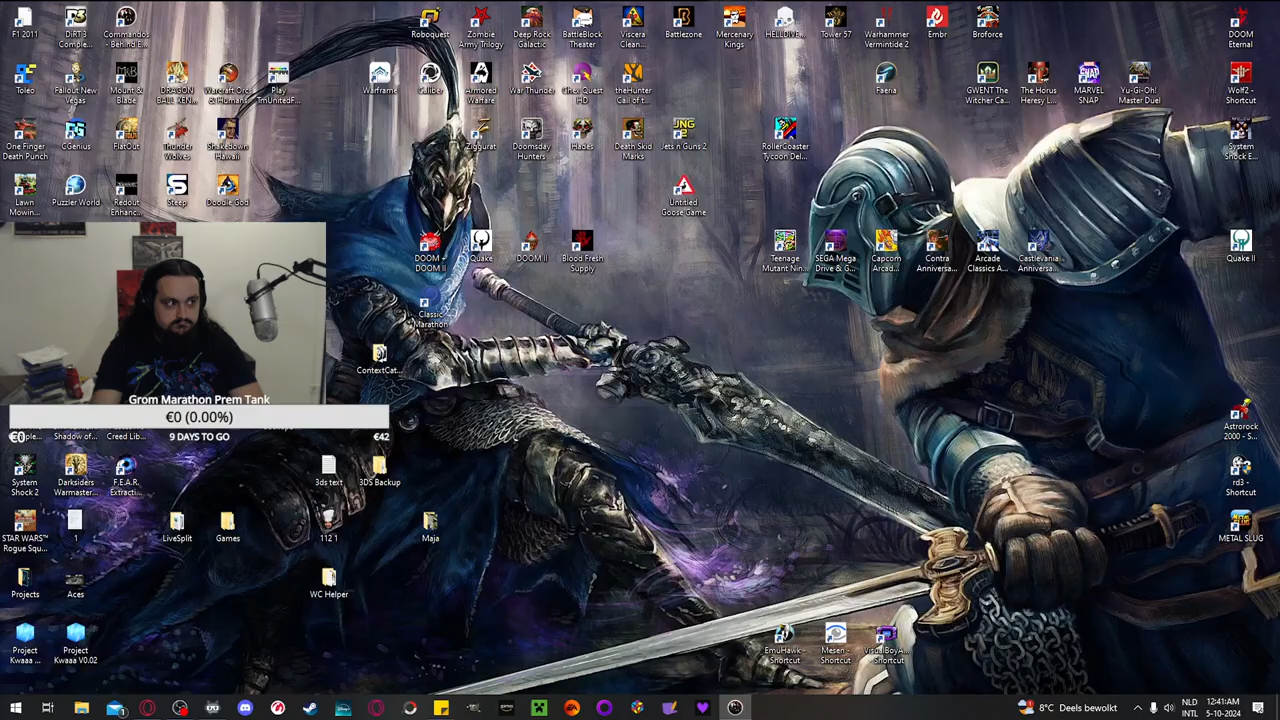 F1 2011
DiRT 3
Comple...
Commandos
- Behind E...
Roboquest
Zombie
Army Trilogy
Deep Rock
Galactic
BattleBlock
Theater
Viscera
Clean...
Battlezone
Mercenary
Kings
HELLDIVE...
Tower 57
Warhammer
Vermintide 2
Embr
Broforce
DOOM
Eternal
Toleo
Fallout New
Vegas
Mount &
Blade
DRAGON
BALL XEN...
Warcraft Orcs
& Humans
Play
TmUnitedF...
Warframe
Caliber
Armored
Warfare
War Thunder
Qbex Quest
HD
theHunter
Call of t...
Faeria
GWENT The
Witcher Ca...
The Horus
Heresy L...
MARVEL
SNAP
Yu-Gi-Oh!
Master Duel
Wolf2 -
Shortcut
One Finger
Death Punch
CGenius
FlatOut
Thunder
Wolves
Shakedown
Hawaii
Ziggurat
Doomsday
Hunters
Hades
Death Skid
Marks
Jets n Guns 2
RollerCoaster
Tycoon Del...
System
Shock E...
Lawn
Mowin...
Puzzler World
Redout
Enhanc...
Steep
Doodle God
Untitled
Goose Game
DOOM +
DOOM II
Quake
DOOM II
Blood Fresh
Supply
Teenage
Mutant Nin...
SEGA Mega
Drive & G...
Capcom
Arcad...
Contra
Anniversa...
Arcade
Classics A...
Castlevania
Anniversa...
Quake II
Classic
Marathon
ContextCat...
Grom Marathon Prem Tank
€0 (0.00%)
€0
9 DAYS TO GO
€42
Shadow of...
Creed Lib...
Astrorock
2000 - S...
System
Shock 2
Darksiders
Warmaster...
F.E.A.R.
Extracti...
3ds text
3DS Backup
rd3 -
Shortcut
STAR WARS™
Rogue Squ...
1
LiveSplit
Games
112 1
Maja
METAL SLUG
Projects
Aces
WC Helper
Project
Kwaaa ...
Project
Kwaaa V0.02
EmuHawk -
Shortcut
Mesen -
Shortcut
VisualBoyA...
- Shortcut
8°C Deels bewolkt
NLD
INTL
12:41 AM
5-10-2024